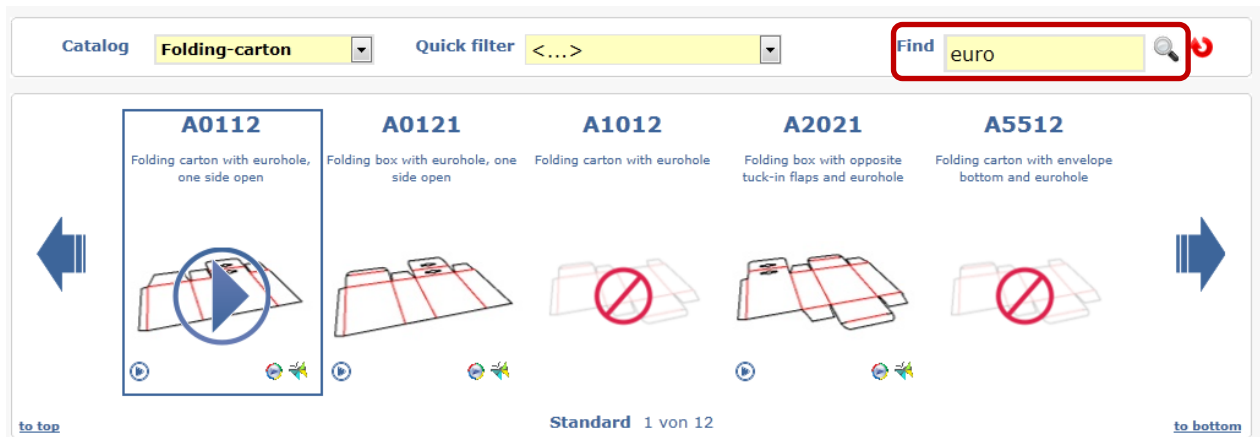 Catalog Folding-carton Quick filter <...> Find euro
A0112 A0121 A1012 A2021 A5512
Folding carton with eurohole, one side open
Folding box with eurohole, one side open
Folding carton with eurohole
Folding box with opposite tuck-in flaps and eurohole
Folding carton with envelope bottom and eurohole
to top Standard 1 von 12 to bottom